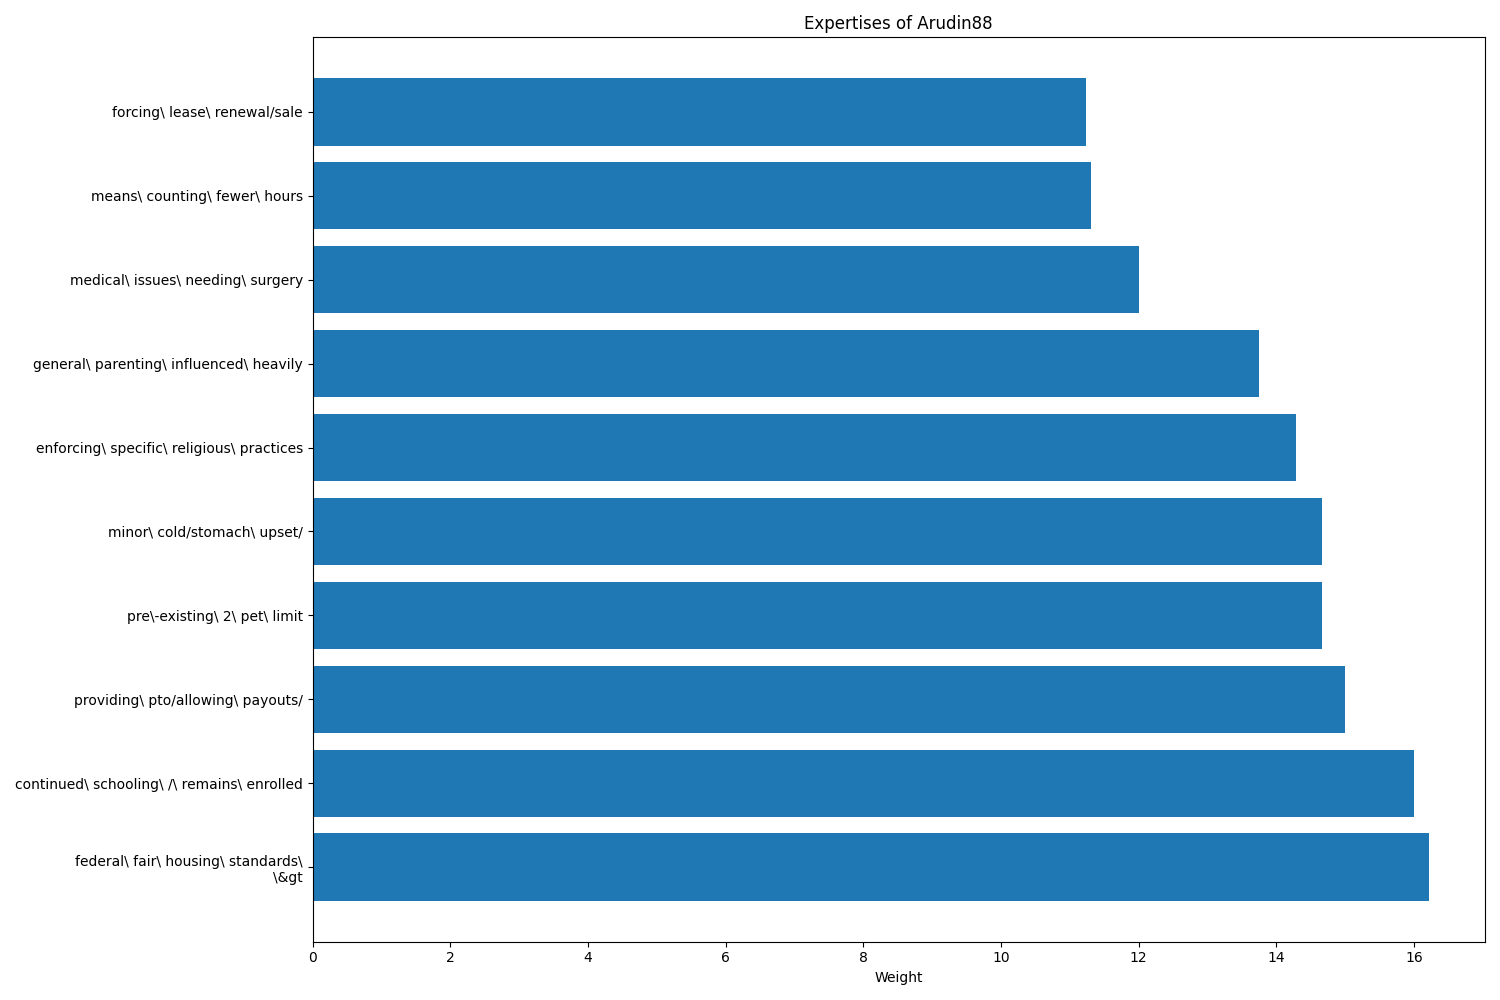 Expertises of Arudin88
forcing\ lease\ renewal/sale
means\ counting\ fewer\ hours
medical\ issues\ needing\ surgery
general\ parenting\ influenced\ heavily
enforcing\ specific\ religious\ practices
minor\ cold/stomach\ upset/
pre\-existing\ 2\ pet\ limit
providing\ pto/allowing\ payouts/
continued\ schooling\ /\ remains\ enrolled
federal\ fair\ housing\ standards\
\&gt
0 2 4 6 8 10 12 14 16
Weight